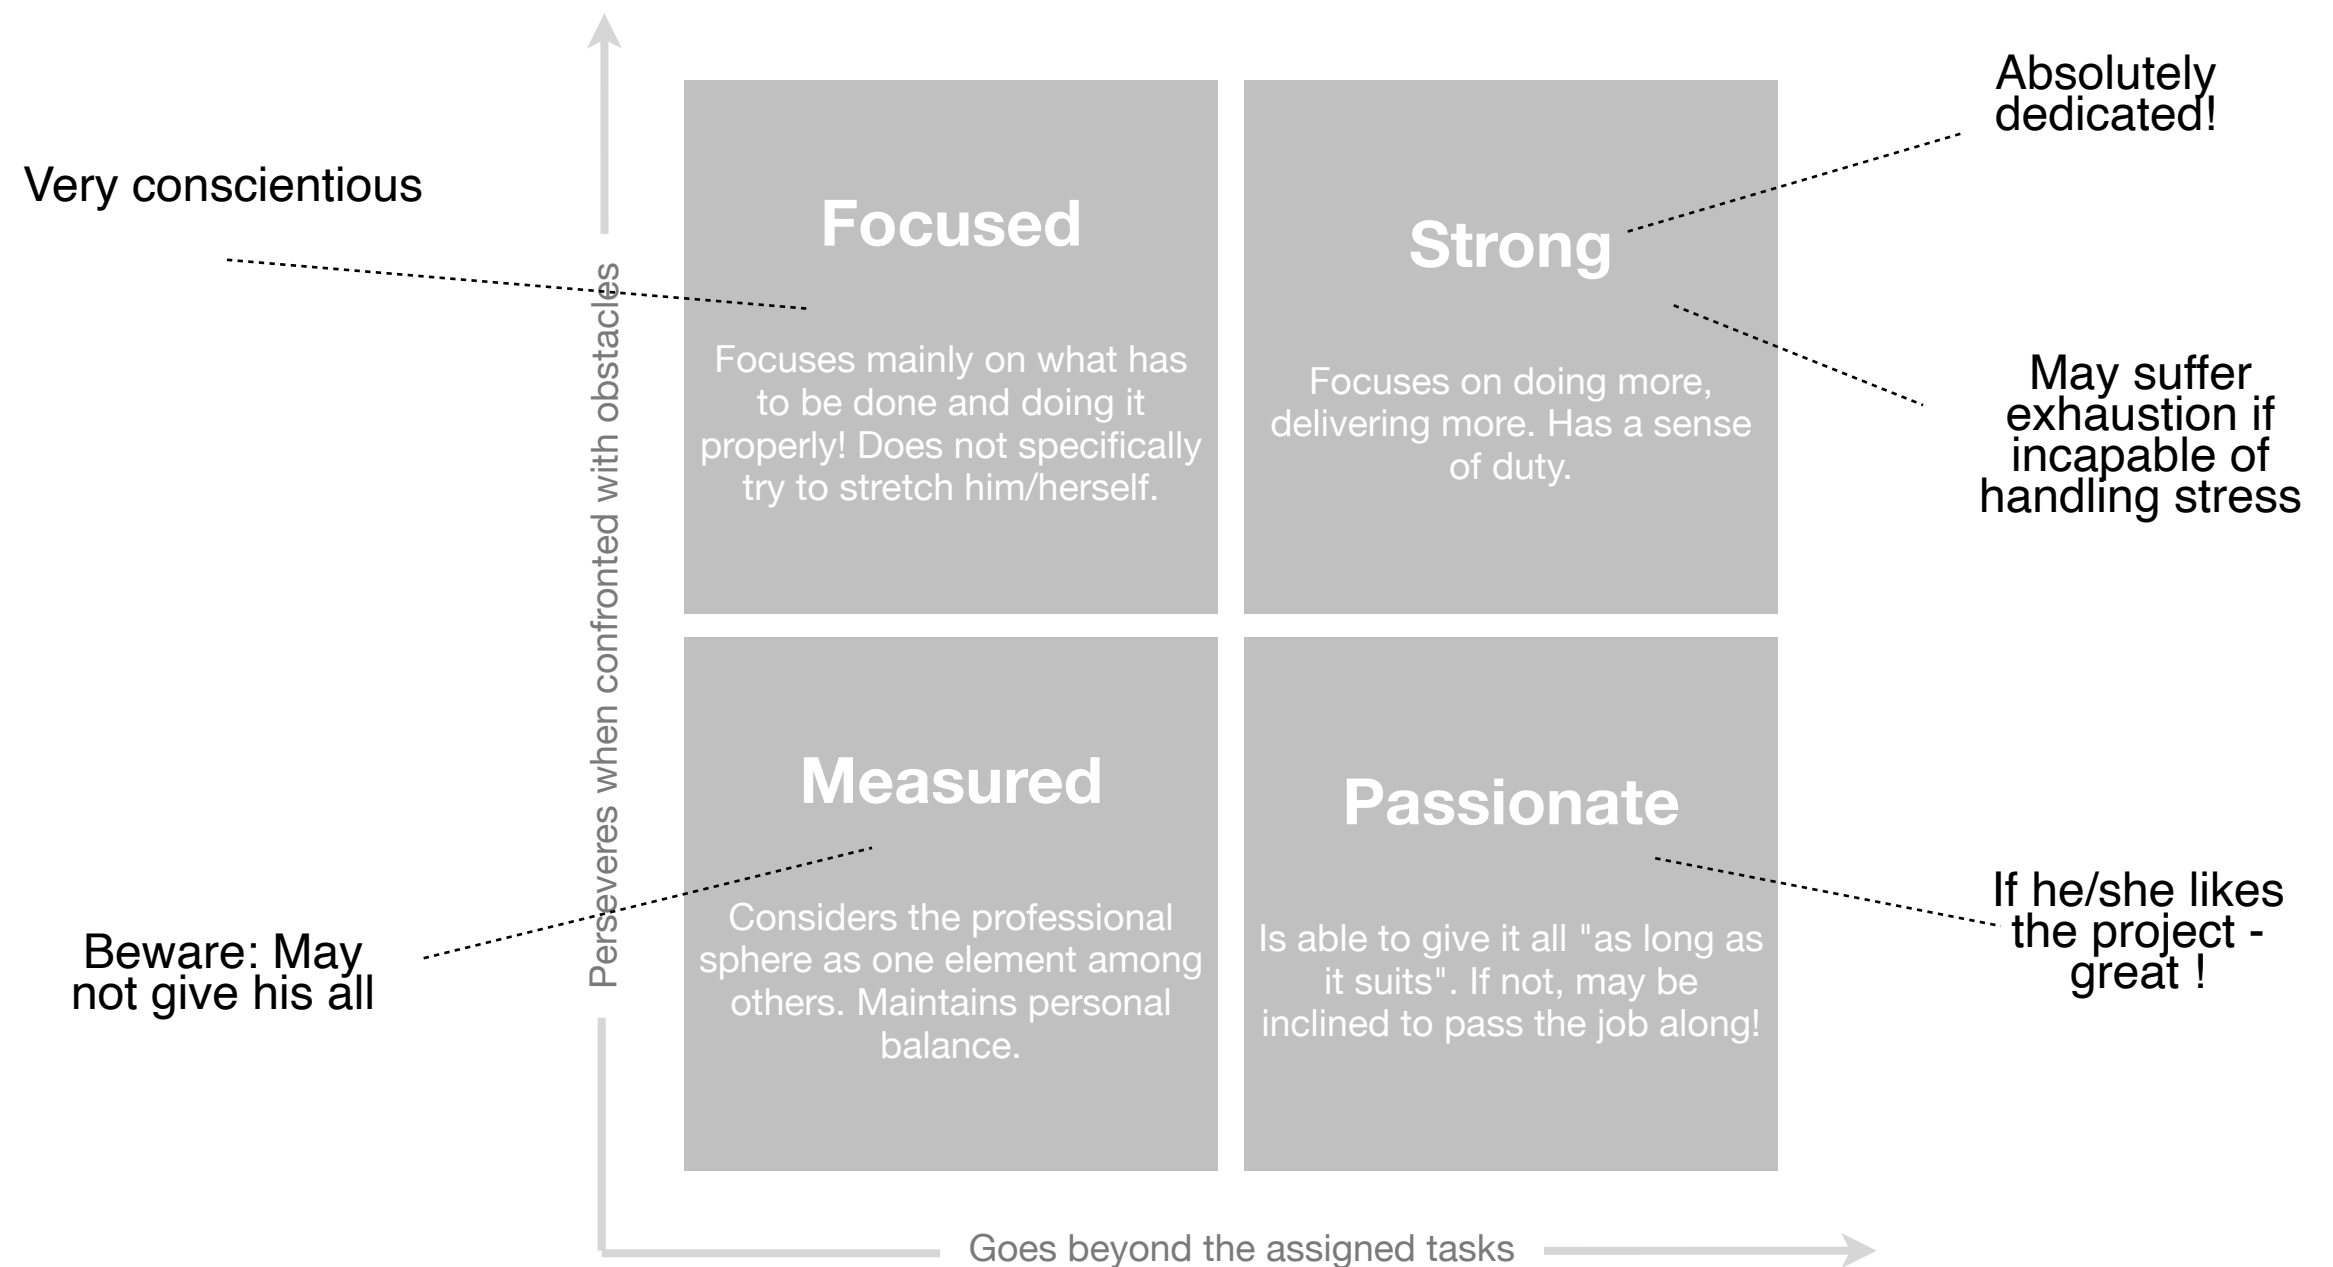 Absolutely
dedicated!
Very conscientious
Focused
Strong
Focuses mainly on what has
to be done and doing it
properly! Does not specifically
try to stretch him/herself.
Focuses on doing more,
delivering more. Has a sense
of duty.
May suffer
exhaustion if
incapable of
handling stress
Perseveres when confronted with obstacles
Measured
Passionate
Considers the professional
sphere as one element among
others. Maintains personal
balance.
Is able to give it all "as long as
it suits". If not, may be
inclined to pass the job along!
If he/she likes
the project -
great !
Beware: May
not give his all
Goes beyond the assigned tasks